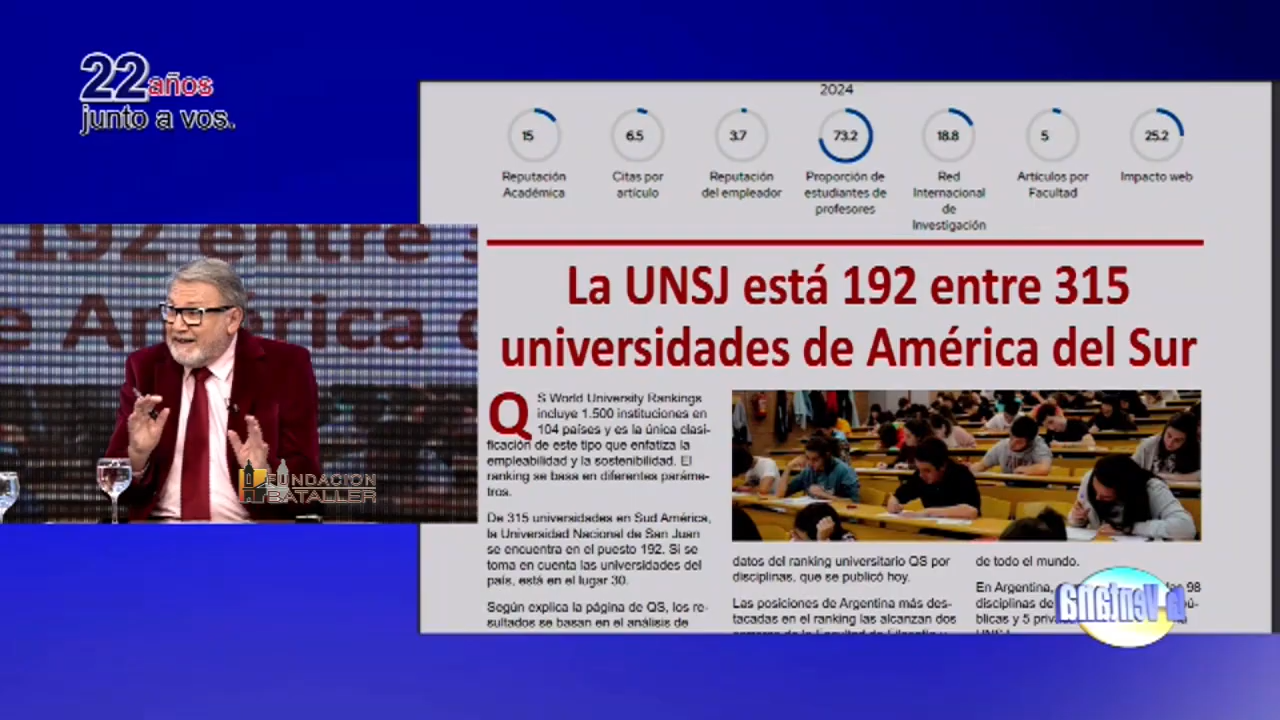 22 años
junto a vos.
2024
15
6.5
3.7
73.2
18.8
5
25.2
Reputación
Académica
Citas por
artículo
Reputación
del empleador
Proporción de
estudiantes de
profesores
Red
Internacional
de
Investigación
Artículos por
Facultad
Impacto web
La UNSJ está 192 entre 315
universidades de América del Sur
QS World University Rankings
incluye 1.500 instituciones en
104 países y es la única clasi-
ficación de este tipo que enfatiza la
empleabilidad y la sostenibilidad. El
ranking se basa en diferentes paráme-
tros.
De 315 universidades en Sud América,
la Universidad Nacional de San Juan
se encuentra en el puesto 192. Si se
toma en cuenta las universidades del
país, está en el lugar 30.
Según explica la página de QS, los re-
sultados se basan en el análisis de
datos del ranking universitario QS por
disciplinas, que se publicó hoy.
Las posiciones de Argentina más des-
tacadas en el ranking las alcanzan dos
de todo el mundo.
En Argentina, 98
disciplinas de
blicas y 5
192 entre
e América
FUNDACION
BATALLER